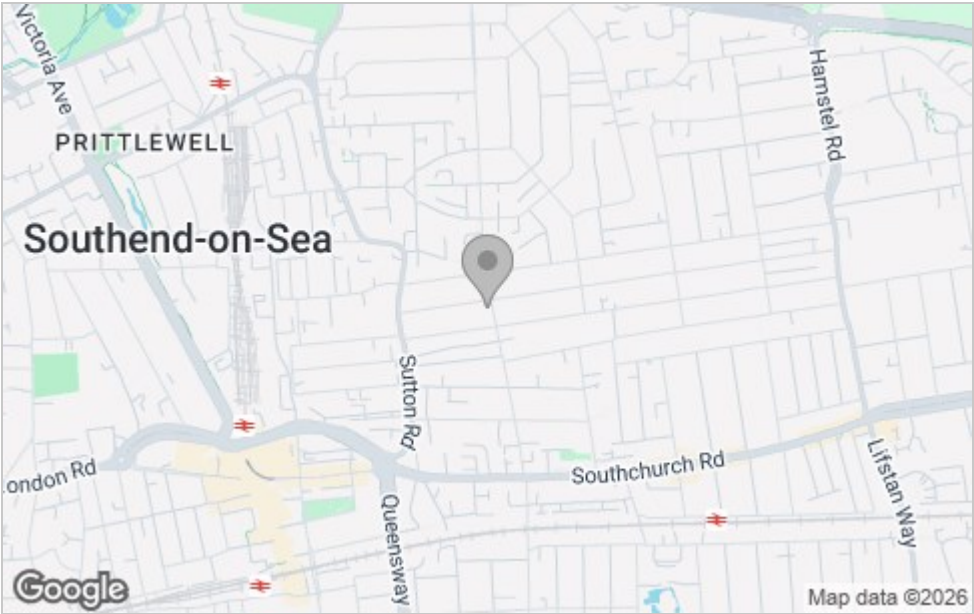 Victoria Ave
PRITTLEWELL
Hamstel Rd
Southend-on-Sea
Sutton Rd
London Rd
Southchurch Rd
Queensway
Lifstan Way
Google
Map data ©2026